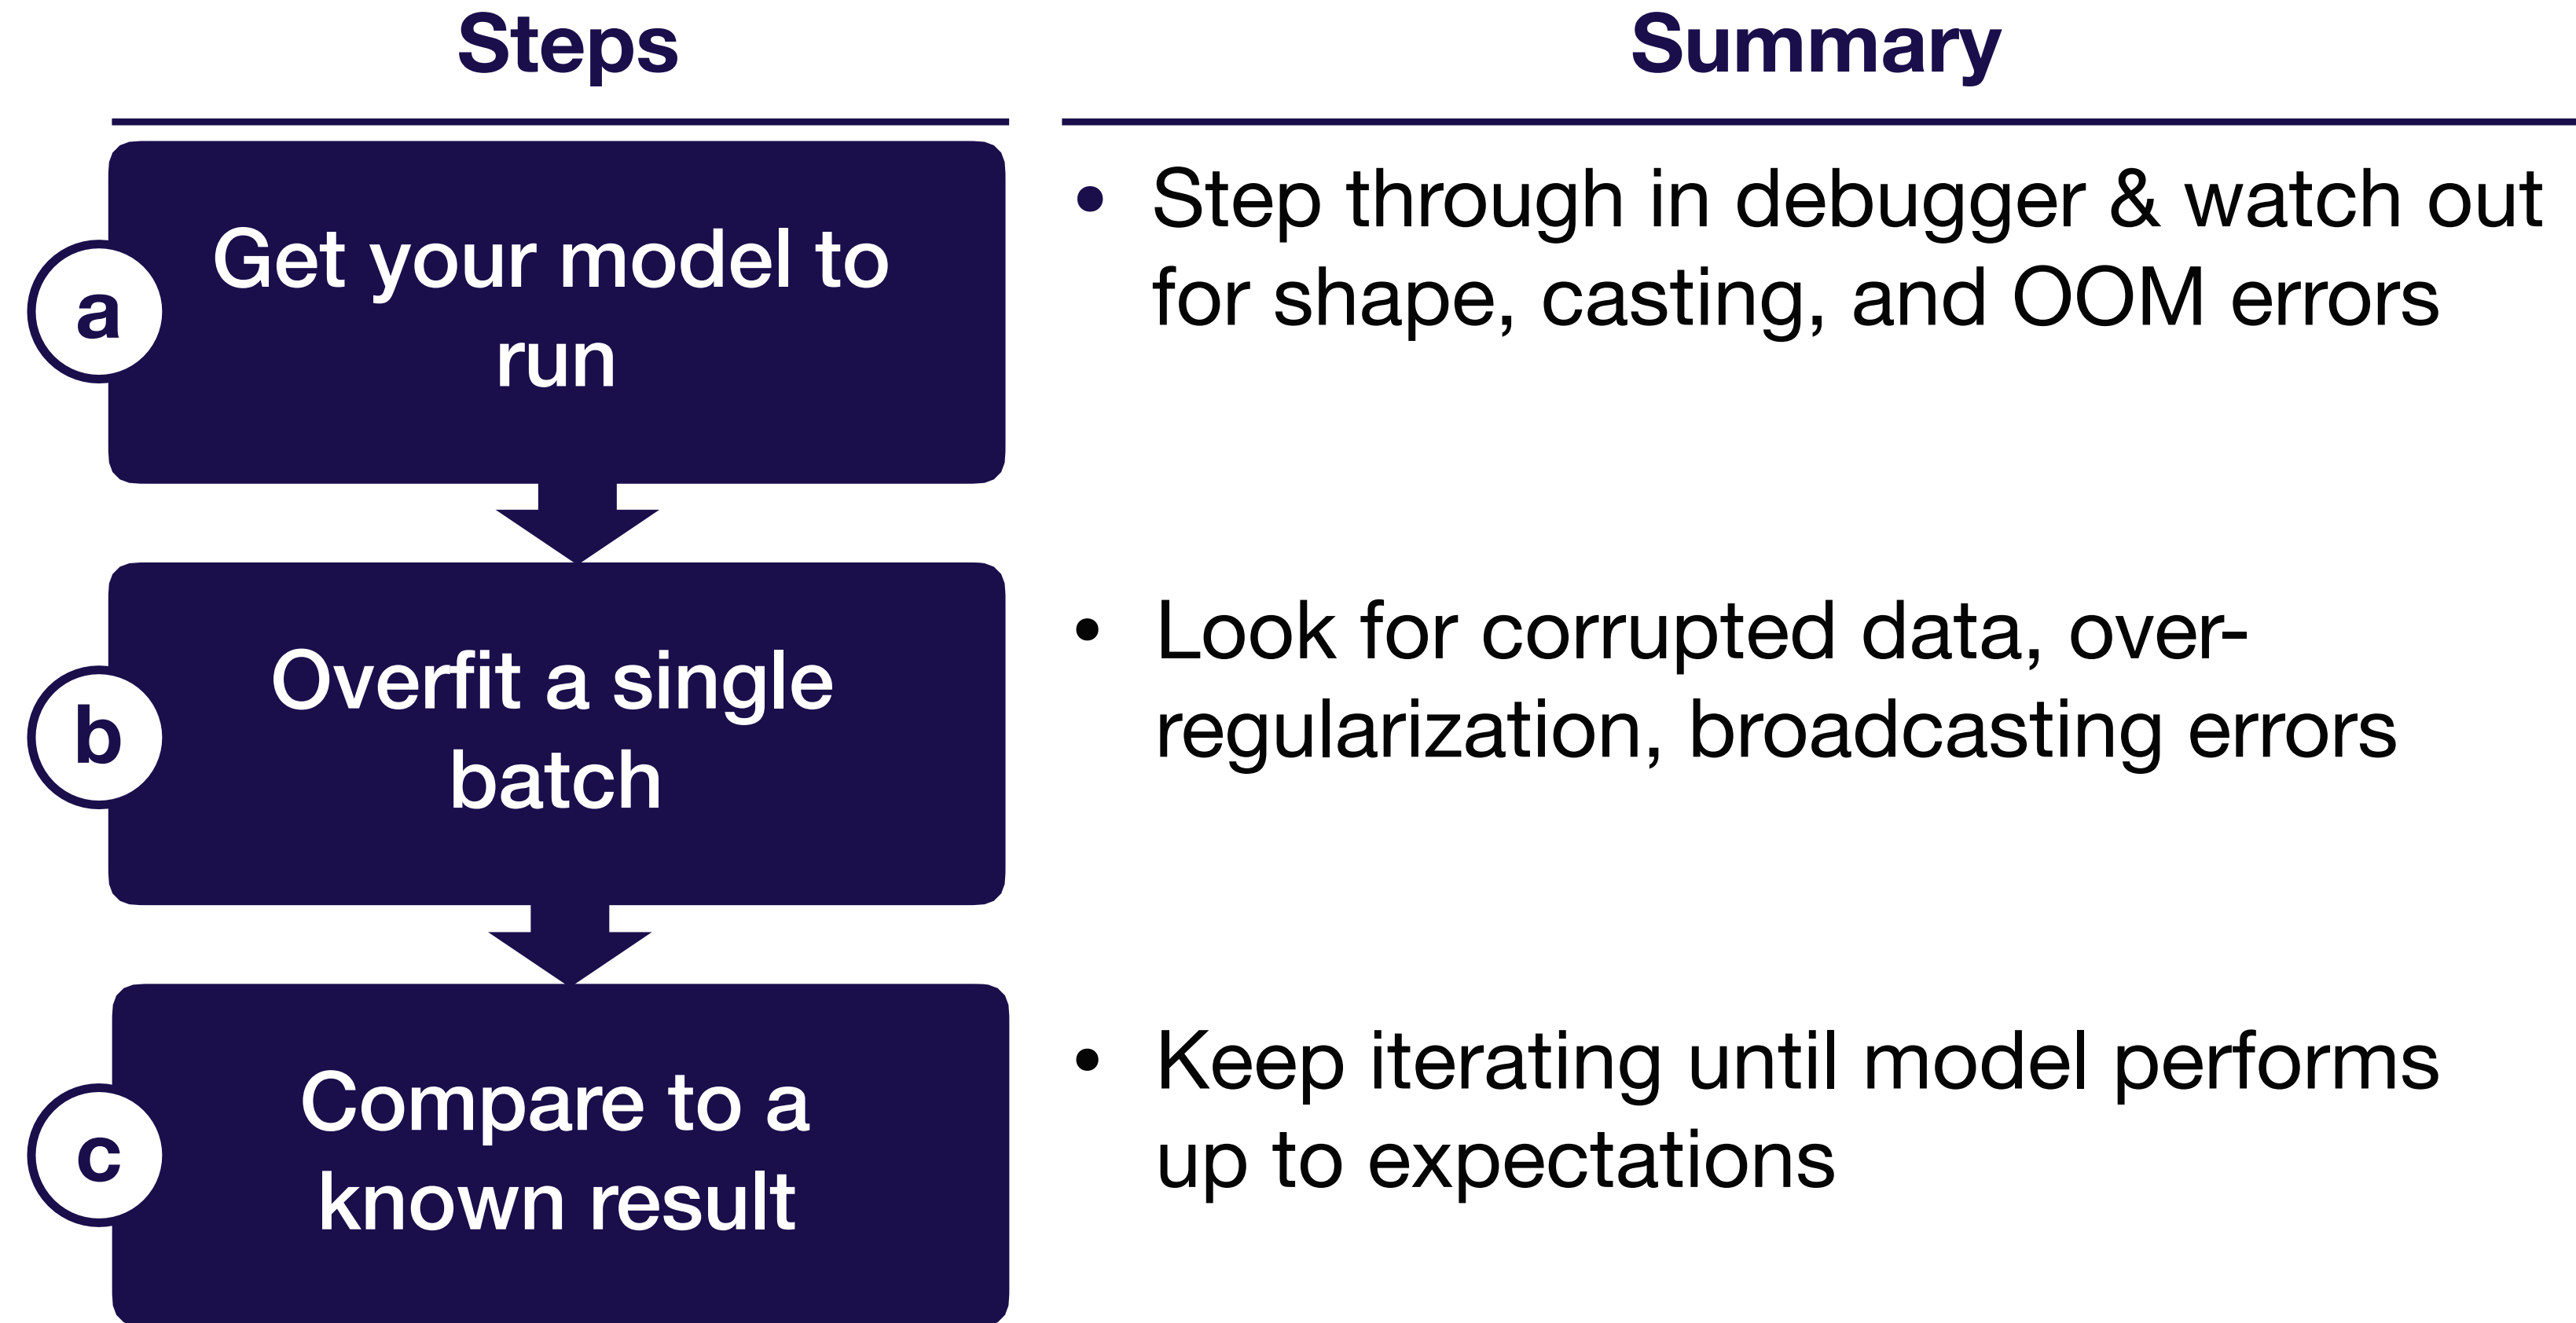 Steps
Summary
a
Get your model to
run
• Step through in debugger & watch out
for shape, casting, and OOM errors
b
Overfit a single
batch
• Look for corrupted data, over-
regularization, broadcasting errors
c
Compare to a
known result
• Keep iterating until model performs
up to expectations